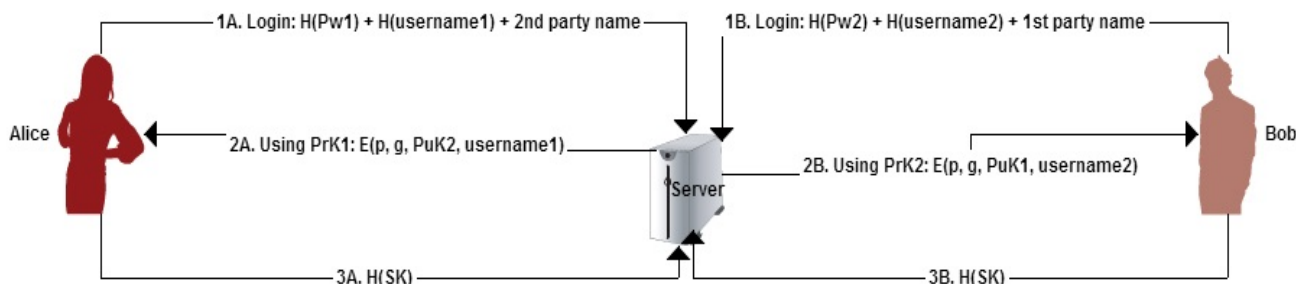 1A. Login: H(Pw1) + H(username1) + 2nd party name
1B. Login: H(Pw2) + H(username2) + 1st party name
Alice
2A. Using PrK1: E(p, g, PuK2, username1)
Server
2B. Using PrK2: E(p, g, PuK1, username2)
Bob
3A. H(SK)
3B. H(SK)